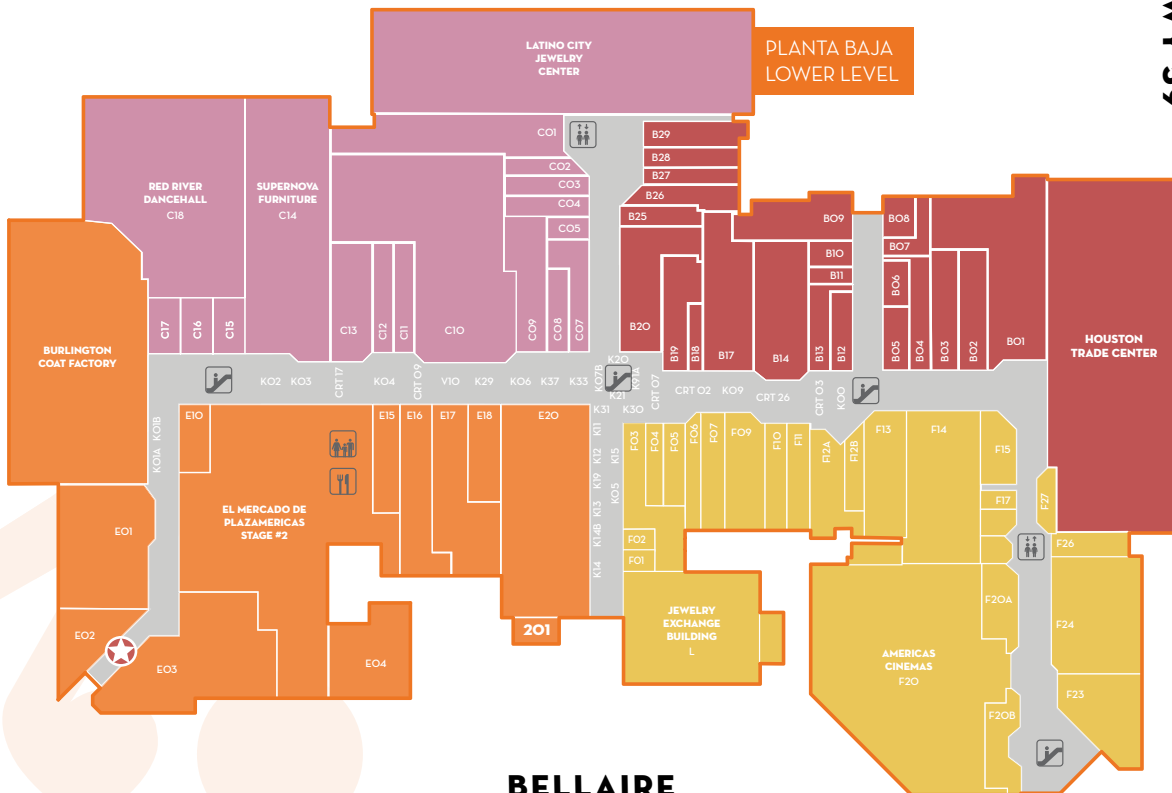 LATINO CITY
JEWELRY
CENTER
PLANTA BAJA
LOWER LEVEL
RED RIVER
DANCEHALL
C18
SUPERNOVA
FURNITURE
C14
C01
C02
C03
C04
C05
B29
B28
B27
B26
B25
B09
B10
B11
B08
B07
B06
BURLINGTON
COAT FACTORY
C17
C16
C15
C13
C12
C11
C10
C09
C08
C07
B20
B19
B18
B17
B14
B13
B12
B05
B04
B03
B02
B01
HOUSTON
TRADE CENTER
K02
K03
CRT 17
K04
CRT 09
V10
K29
K06
K37
K33
K07B
K20
K21
K91A
CRT 07
CRT 02
K09
CRT 26
CRT 03
K00
K31
K30
K01B
K01A
E10
E15
E16
E17
E18
E20
K11
K12
K19
K13
K14B
K14
K15
K05
F03
F04
F05
F06
F07
F09
F10
F11
F12A
F12B
F13
F14
F15
F17
F27
F26
EL MERCADO DE
PLAZAMERICAS
STAGE #2
E01
E02
E03
E04
201
F02
F01
JEWELRY
EXCHANGE
BUILDING
L
AMERICAS
CINEMAS
F20
F20A
F20B
F24
F23
BELLAIRE